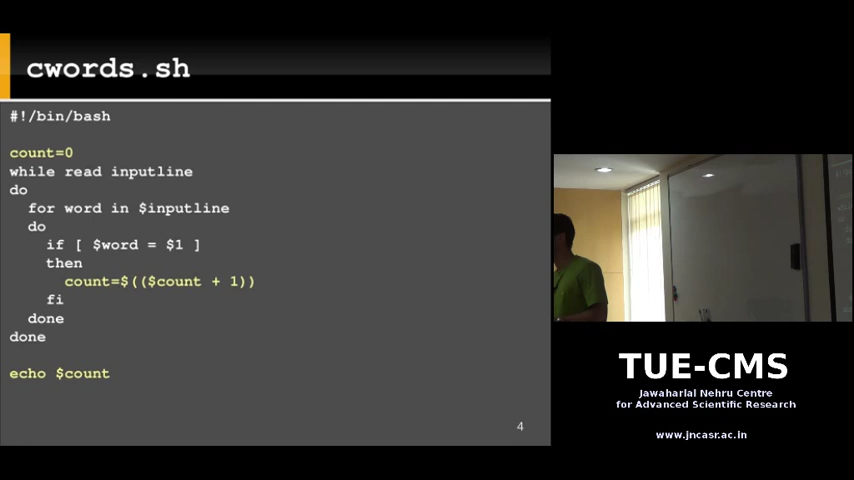 cwords.sh
#!/bin/bash
count=0
while read inputline
do
for word in $inputline
do
if [ $word = $1 ]
then
count=$(($count + 1))
fi
done
done
echo $count
4
TUE-CMS
Jawaharlal Nehru Centre
for Advanced Scientific Research
www.jncasr.ac.in